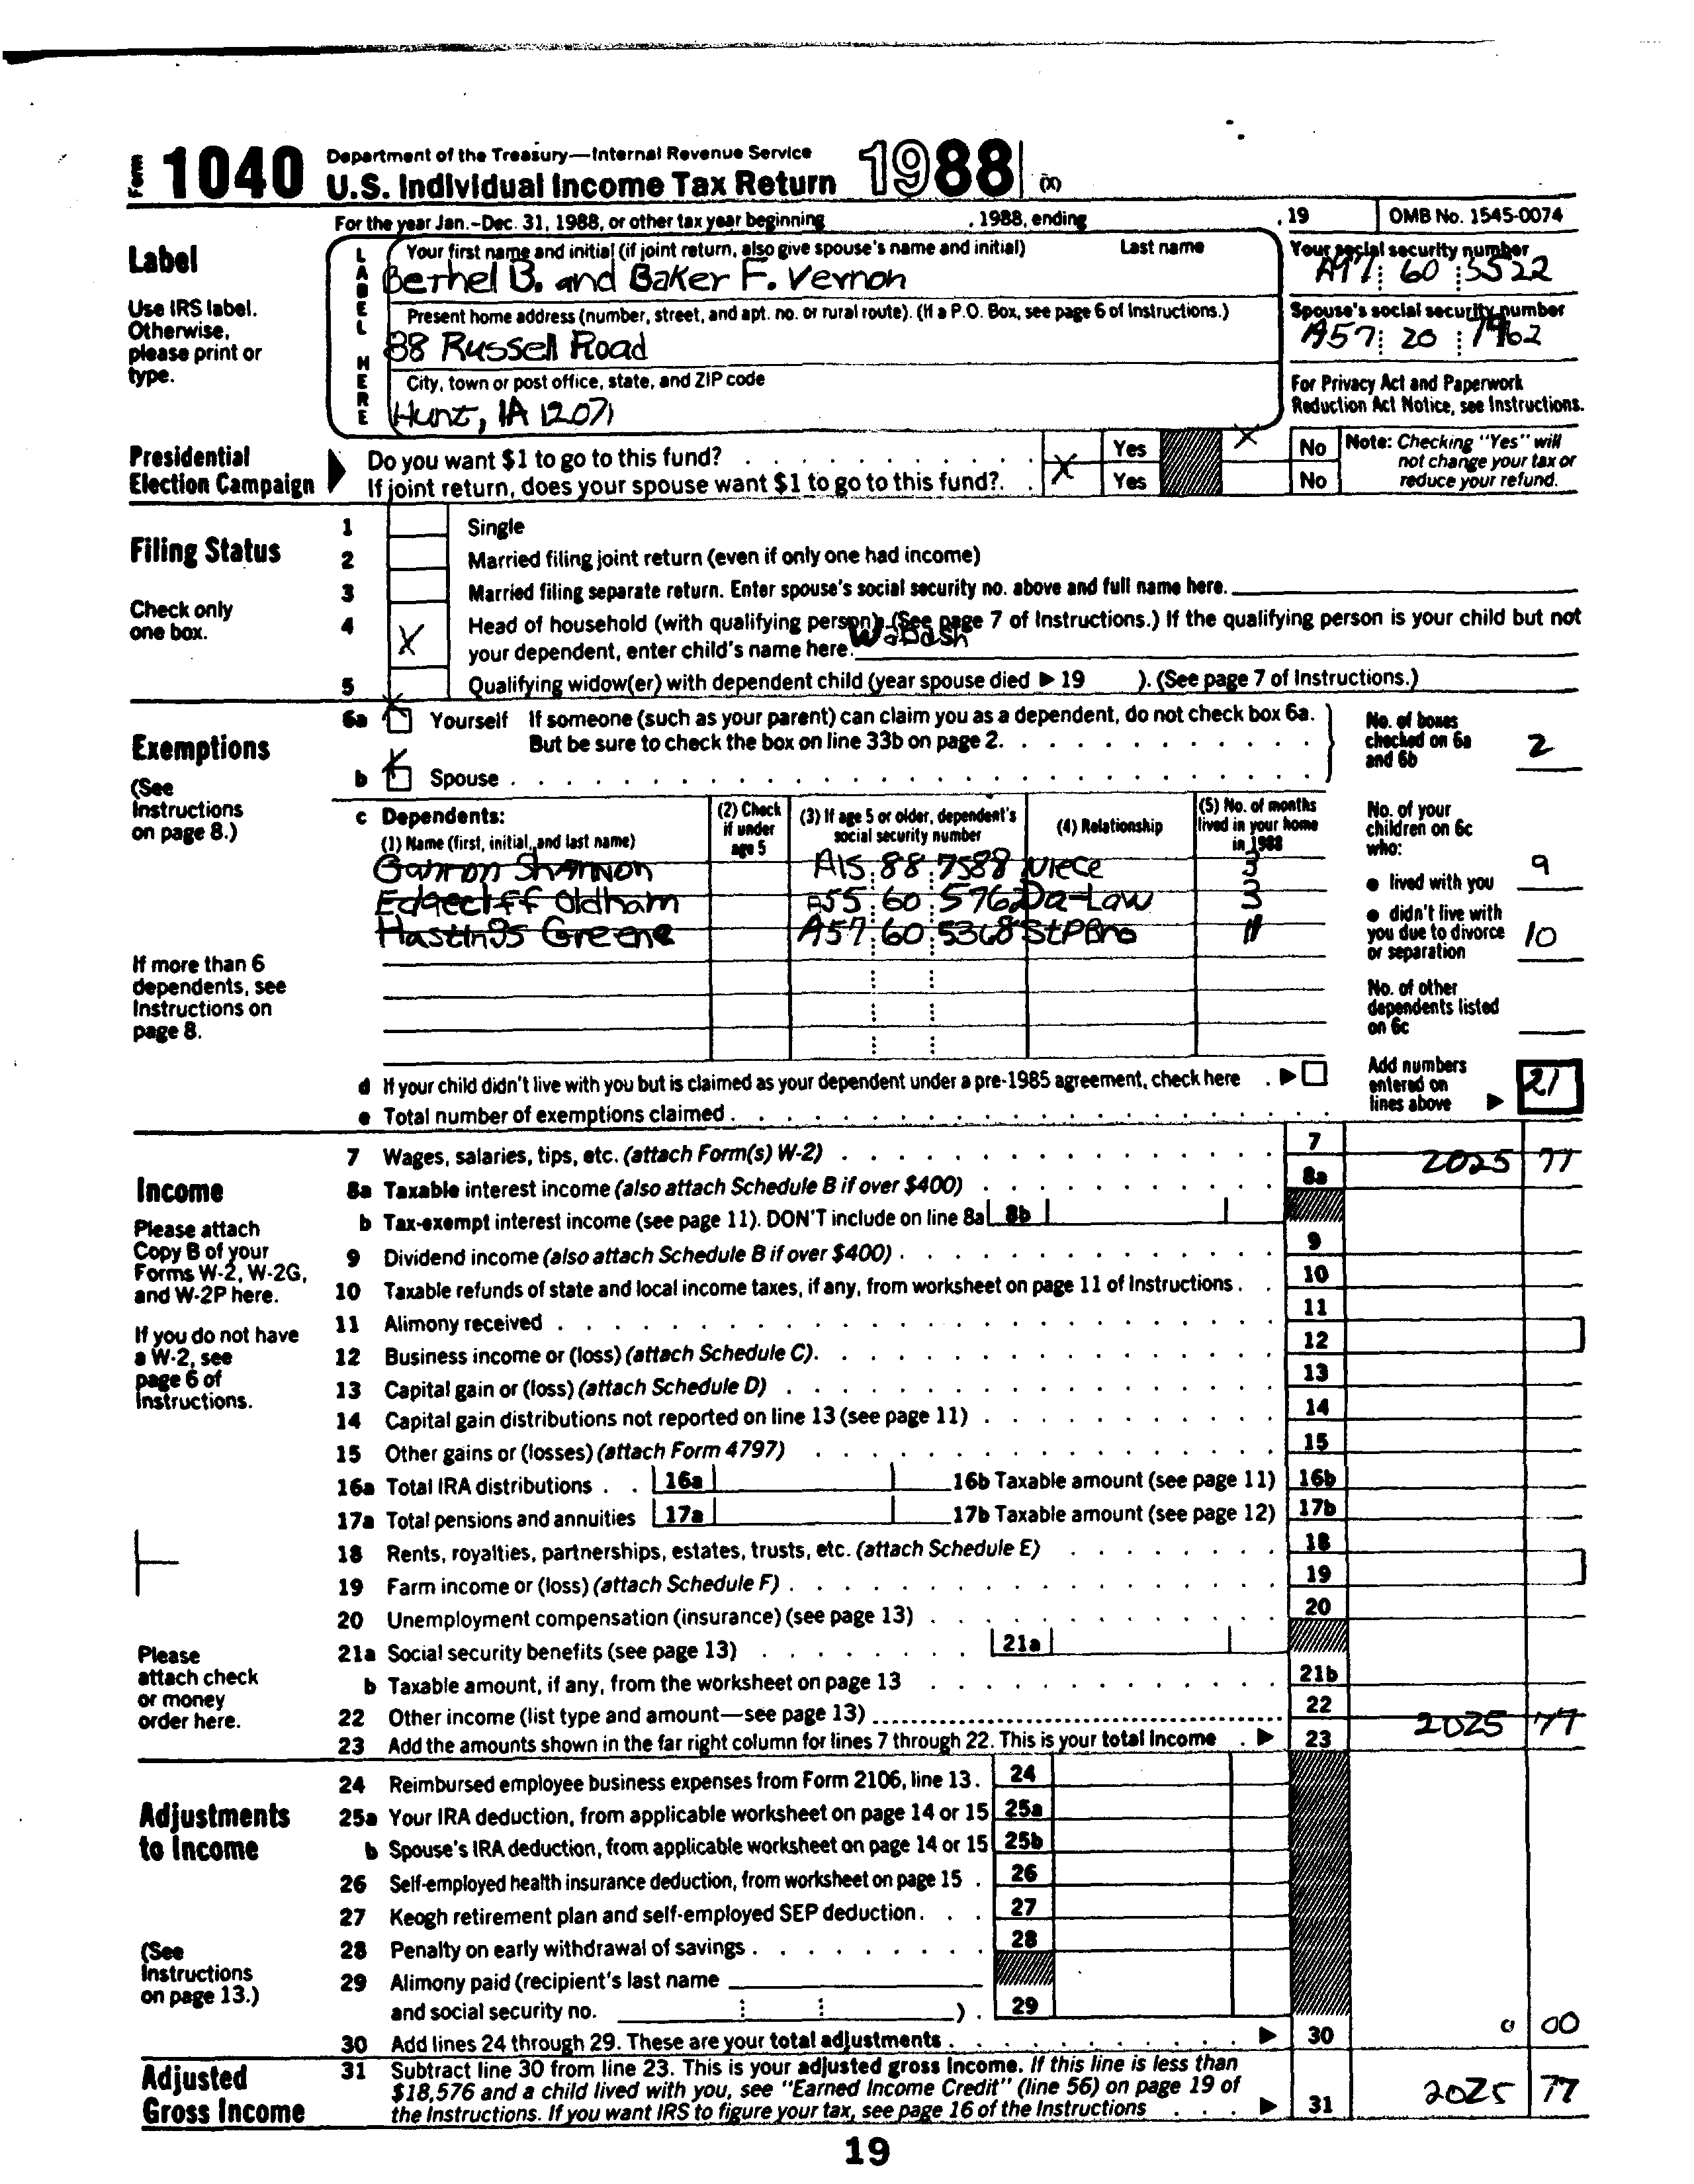 Form 1040 Department of the Treasury—Internal Revenue Service
U.S. Individual Income Tax Return 1988 (X)
For the year Jan.–Dec. 31, 1988, or other tax year beginning , 1988, ending , 19 OMB No. 1545-0074
Label
Use IRS label.
Otherwise,
please print or
type.
LABEL HERE
Your first name and initial (if joint return, also give spouse's name and initial) Last name
Bethel B. and Baker F. Vernon
Your social security number
A97 60 5522
Present home address (number, street, and apt. no. or rural route). (If a P.O. Box, see page 6 of Instructions.)
88 Russell Road
Spouse's social security number
A57 20 1962
City, town or post office, state, and ZIP code
Hunt, IA 12071
For Privacy Act and Paperwork
Reduction Act Notice, see Instructions.
Presidential
Election Campaign
Do you want $1 to go to this fund? Yes X No
If joint return, does your spouse want $1 to go to this fund? X Yes No
Note: Checking "Yes" will
not change your tax or
reduce your refund.
Filing Status
Check only
one box.
1 Single
2 Married filing joint return (even if only one had income)
3 Married filing separate return. Enter spouse's social security no. above and full name here.
4 X Head of household (with qualifying person). (See page 7 of Instructions.) If the qualifying person is your child but not
your dependent, enter child's name here. Wabash
5 Qualifying widow(er) with dependent child (year spouse died ▶ 19 ). (See page 7 of Instructions.)
Exemptions
(See
Instructions
on page 8.)
6a X Yourself If someone (such as your parent) can claim you as a dependent, do not check box 6a.
But be sure to check the box on line 33b on page 2.
b X Spouse
No. of boxes
checked on 6a
and 6b 2
c Dependents:
(1) Name (first, initial, and last name)
(2) Check
if under
age 5
(3) If age 5 or older, dependent's
social security number
(4) Relationship
(5) No. of months
lived in your home
in 1988
Gahron Shannon A15 88 7588 Niece 3
Edgecliff Oldham A55 60 5762 Da-Law 3
Hastings Greene A57 60 5368 StPBro 11
No. of your
children on 6c
who:
● lived with you 9
● didn't live with
you due to divorce
or separation 10
No. of other
dependents listed
on 6c
If more than 6
dependents, see
Instructions on
page 8.
d If your child didn't live with you but is claimed as your dependent under a pre-1985 agreement, check here ▶
e Total number of exemptions claimed
Add numbers
entered on
lines above ▶ 21
Income
Please attach
Copy B of your
Forms W-2, W-2G,
and W-2P here.
If you do not have
a W-2, see
page 6 of
Instructions.
Please
attach check
or money
order here.
7 Wages, salaries, tips, etc. (attach Form(s) W-2) 7 2025 77
8a Taxable interest income (also attach Schedule B if over $400) 8a
b Tax-exempt interest income (see page 11). DON'T include on line 8a 8b
9 Dividend income (also attach Schedule B if over $400) 9
10 Taxable refunds of state and local income taxes, if any, from worksheet on page 11 of Instructions 10
11 Alimony received 11
12 Business income or (loss) (attach Schedule C) 12
13 Capital gain or (loss) (attach Schedule D) 13
14 Capital gain distributions not reported on line 13 (see page 11) 14
15 Other gains or (losses) (attach Form 4797) 15
16a Total IRA distributions 16a 16b Taxable amount (see page 11) 16b
17a Total pensions and annuities 17a 17b Taxable amount (see page 12) 17b
18 Rents, royalties, partnerships, estates, trusts, etc. (attach Schedule E) 18
19 Farm income or (loss) (attach Schedule F) 19
20 Unemployment compensation (insurance) (see page 13) 20
21a Social security benefits (see page 13) 21a
b Taxable amount, if any, from the worksheet on page 13 21b
22 Other income (list type and amount—see page 13) 22
23 Add the amounts shown in the far right column for lines 7 through 22. This is your total income ▶ 23 2025 77
Adjustments
to Income
(See
Instructions
on page 13.)
24 Reimbursed employee business expenses from Form 2106, line 13. 24
25a Your IRA deduction, from applicable worksheet on page 14 or 15 25a
b Spouse's IRA deduction, from applicable worksheet on page 14 or 15 25b
26 Self-employed health insurance deduction, from worksheet on page 15 26
27 Keogh retirement plan and self-employed SEP deduction 27
28 Penalty on early withdrawal of savings 28
29 Alimony paid (recipient's last name
and social security no. ) 29
30 Add lines 24 through 29. These are your total adjustments ▶ 30 0 00
Adjusted
Gross Income
31 Subtract line 30 from line 23. This is your adjusted gross income. If this line is less than
$18,576 and a child lived with you, see "Earned Income Credit" (line 56) on page 19 of
the Instructions. If you want IRS to figure your tax, see page 16 of the Instructions ▶ 31 2025 77
19